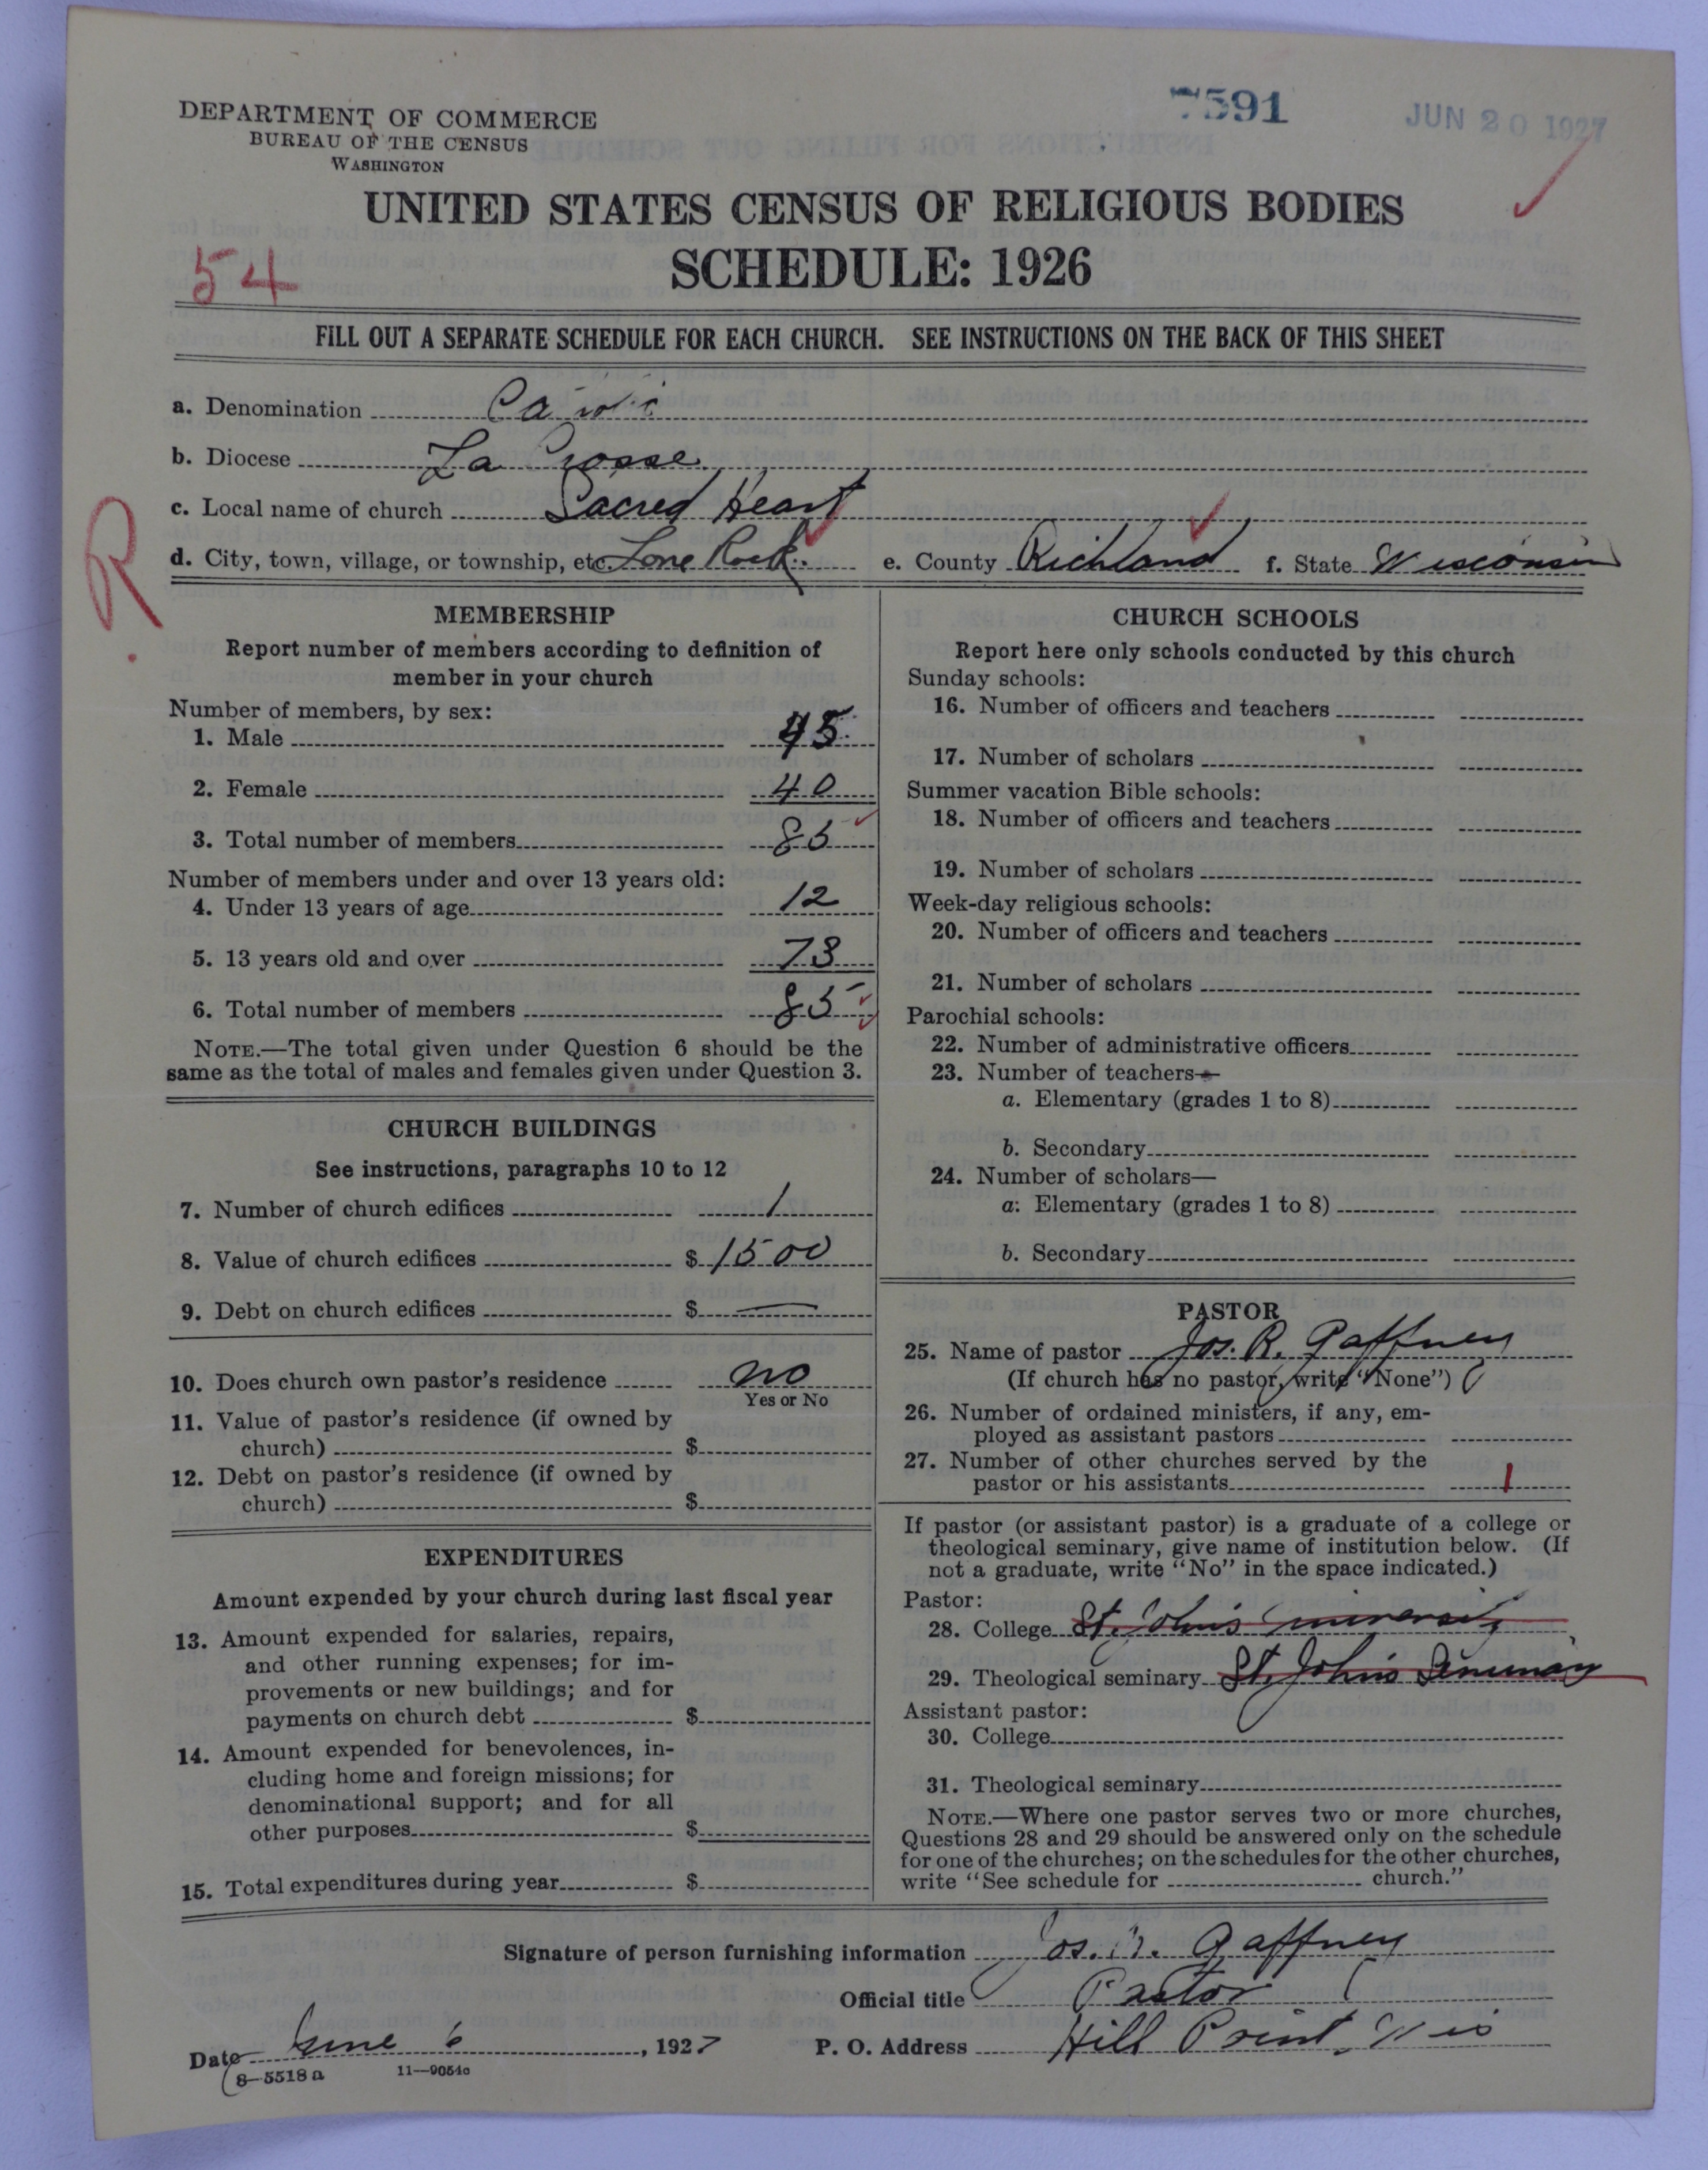 7591
JUN 20 1927
DEPARTMENT OF COMMERCE
BUREAU OF THE CENSUS
WASHINGTON
UNITED STATES CENSUS OF RELIGIOUS BODIES
SCHEDULE: 1926
54
FILL OUT A SEPARATE SCHEDULE FOR EACH CHURCH. SEE INSTRUCTIONS ON THE BACK OF THIS SHEET
a. Denomination
b. Diocese La Crosse
c. Local name of church Sacred Heart
R.
d. City, town, village, or township, etc. Lone Rock. e. County Richland f. State Wisconsin
MEMBERSHIP
Report number of members according to definition of
member in your church
Number of members, by sex:
1. Male 45
2. Female 40
3. Total number of members 85
Number of members under and over 13 years old:
4. Under 13 years of age 12
5. 13 years old and over 73
6. Total number of members 85
NOTE.—The total given under Question 6 should be the
same as the total of males and females given under Question 3.
CHURCH BUILDINGS
See instructions, paragraphs 10 to 12
7. Number of church edifices 1
8. Value of church edifices $ 1500
9. Debt on church edifices $ —
10. Does church own pastor's residence no
Yes or No
11. Value of pastor's residence (if owned by
church) $
12. Debt on pastor's residence (if owned by
church) $
EXPENDITURES
Amount expended by your church during last fiscal year
13. Amount expended for salaries, repairs,
and other running expenses; for im-
provements or new buildings; and for
payments on church debt $
14. Amount expended for benevolences, in-
cluding home and foreign missions; for
denominational support; and for all
other purposes $
15. Total expenditures during year $
CHURCH SCHOOLS
Report here only schools conducted by this church
Sunday schools:
16. Number of officers and teachers
17. Number of scholars
Summer vacation Bible schools:
18. Number of officers and teachers
19. Number of scholars
Week-day religious schools:
20. Number of officers and teachers
21. Number of scholars
Parochial schools:
22. Number of administrative officers
23. Number of teachers—
a. Elementary (grades 1 to 8)
b. Secondary
24. Number of scholars—
a. Elementary (grades 1 to 8)
b. Secondary
PASTOR
25. Name of pastor Jos. R. Gaffney
(If church has no pastor, write "None")
26. Number of ordained ministers, if any, em-
ployed as assistant pastors
27. Number of other churches served by the
pastor or his assistants 1
If pastor (or assistant pastor) is a graduate of a college or
theological seminary, give name of institution below. (If
not a graduate, write "No" in the space indicated.)
Pastor:
28. College St. John's University
29. Theological seminary St. John's Seminary
Assistant pastor:
30. College
31. Theological seminary
NOTE.—Where one pastor serves two or more churches,
Questions 28 and 29 should be answered only on the schedule
for one of the churches; on the schedules for the other churches,
write "See schedule for church."
Signature of person furnishing information Jos. R. Gaffney
Official title Pastor
Date June 6, 1927 P. O. Address Hill Point, Wis
8—5518 a 11—9054c